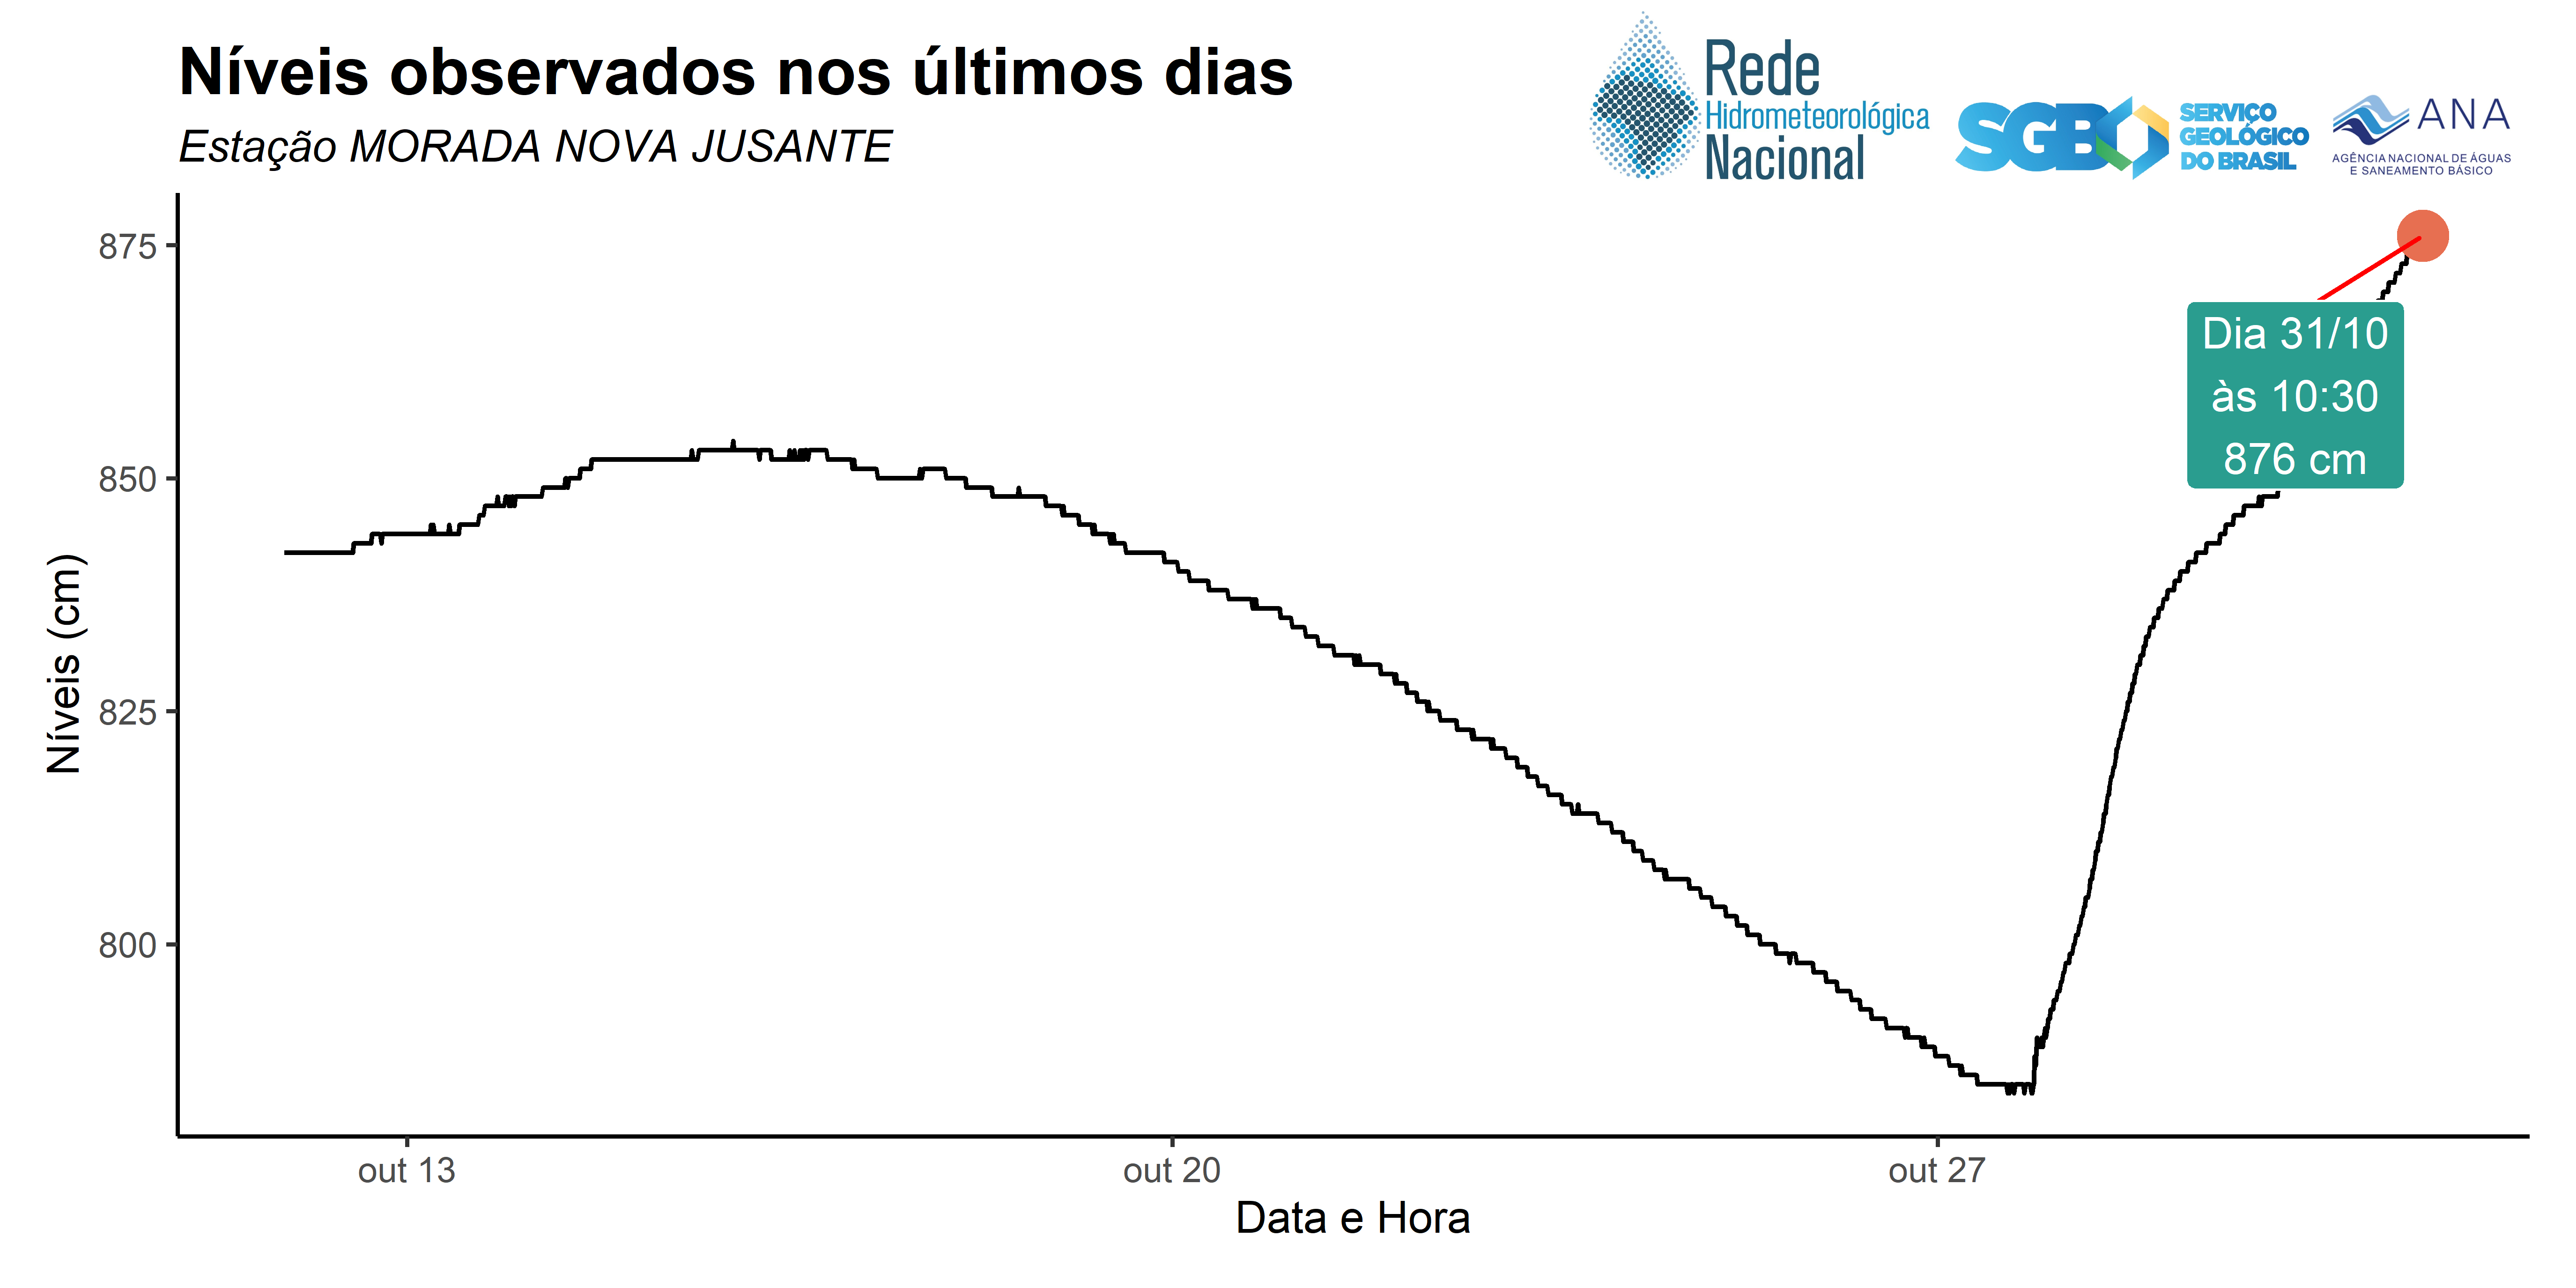 Níveis observados nos últimos dias
Estação MORADA NOVA JUSANTE
Rede
Hidrometeorológica
Nacional
SGB
SERVIÇO
GEOLÓGICO
DO BRASIL
ANA
AGÊNCIA NACIONAL DE ÁGUAS
E SANEAMENTO BÁSICO
875
850
825
800
Níveis (cm)
Dia 31/10
às 10:30
876 cm
out 13
out 20
out 27
Data e Hora